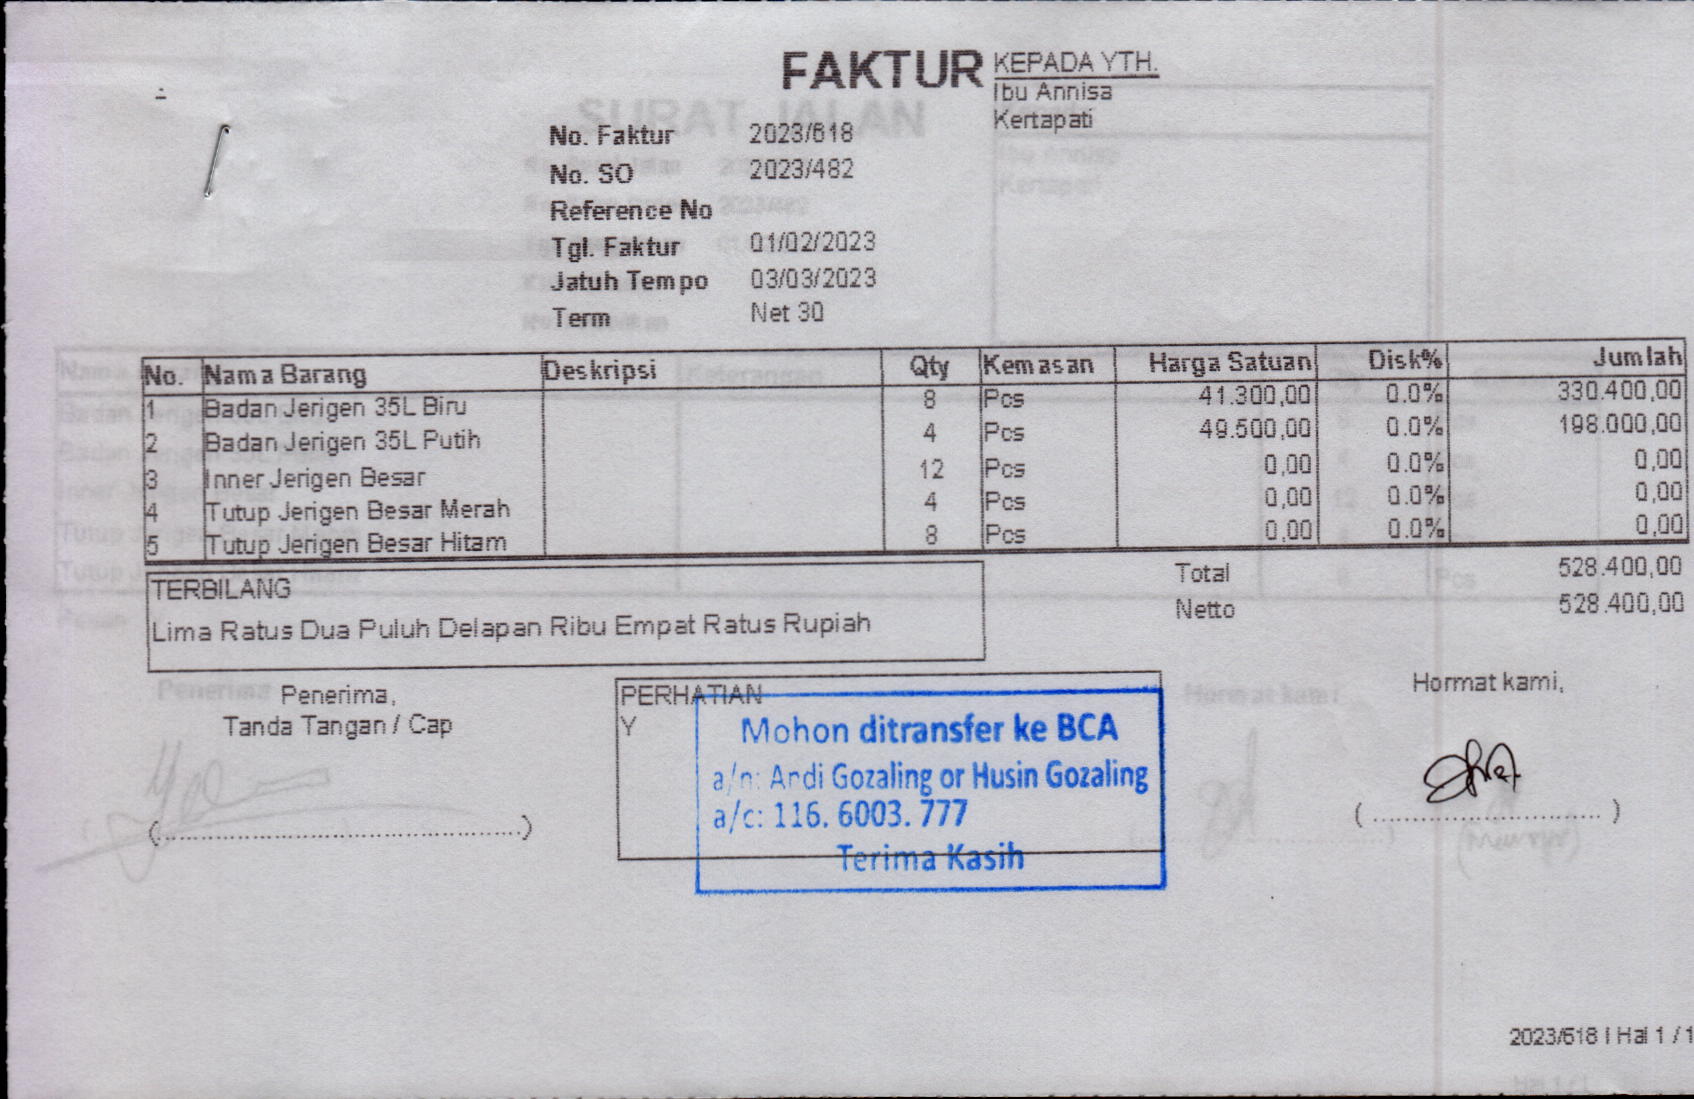 FAKTUR
KEPADA YTH.
Ibu Annisa
Kertapati
No. Faktur 2023/618
No. SO 2023/482
Reference No
Tgl. Faktur 01/02/2023
Jatuh Tempo 03/03/2023
Term Net 30
No. Nama Barang Deskripsi Qty Kemasan Harga Satuan Disk% Jumlah
1 Badan Jerigen 35L Biru 8 Pcs 41.300,00 0.0% 330.400,00
2 Badan Jerigen 35L Putih 4 Pcs 49.500,00 0.0% 198.000,00
3 Inner Jerigen Besar 12 Pcs 0,00 0.0% 0,00
4 Tutup Jerigen Besar Merah 4 Pcs 0,00 0.0% 0,00
5 Tutup Jerigen Besar Hitam 8 Pcs 0,00 0.0% 0,00
Total 528.400,00
Netto 528.400,00
TERBILANG
Lima Ratus Dua Puluh Delapan Ribu Empat Ratus Rupiah
Penerima,
Tanda Tangan / Cap
(..............................................)
PERHATIAN
Y
Mohon ditransfer ke BCA
a/n: Andi Gozaling or Husin Gozaling
a/c: 116. 6003. 777
Terima Kasih
Hormat kami,
( ............................. )
2023/618 | Hal 1 / 1